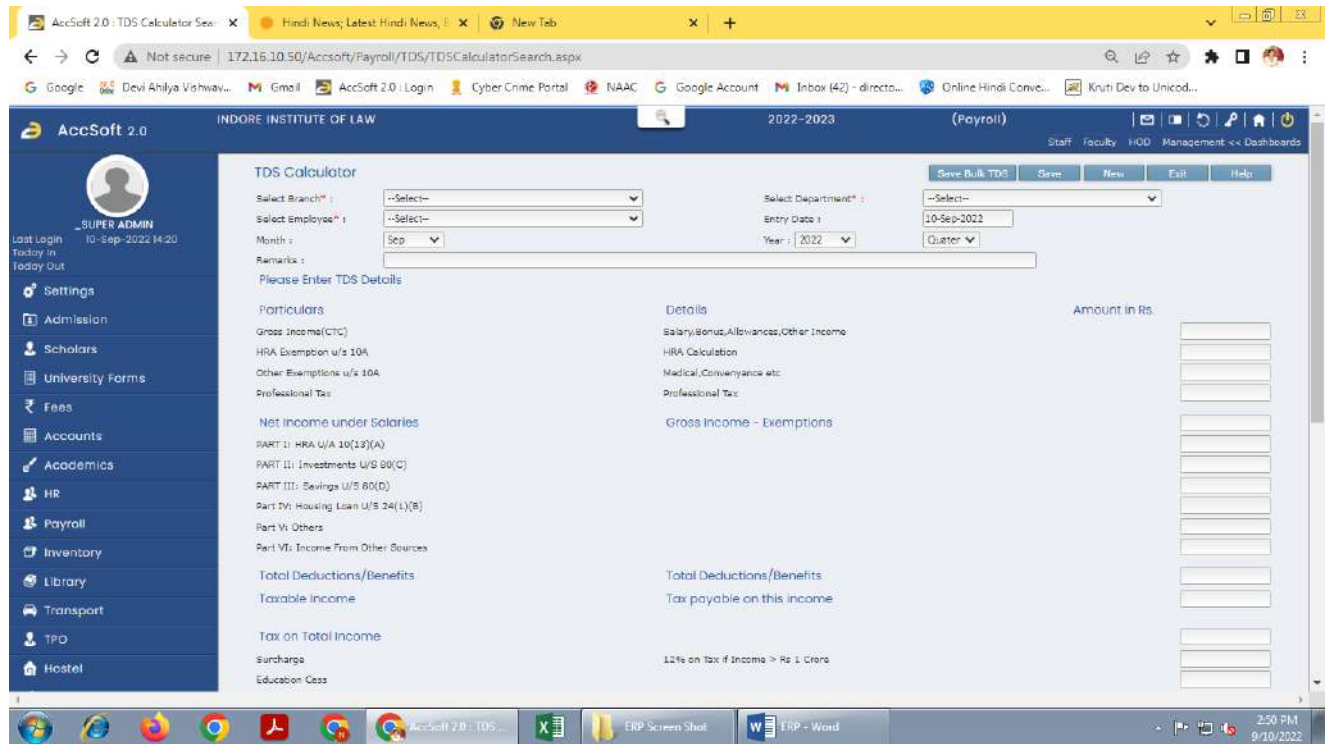 AccSoft 2.0 : TDS Calculator Sear
Hindi News; Latest Hindi News,
New Tab
Not secure
172.16.10.50/Accsoft/Payroll/TDS/TDSCalculatorSearch.aspx
Google
Devi Ahilya Vishwav...
Gmail
AccSoft 2.0 : Login
Cyber Crime Portal
NAAC
Google Account
Inbox (42) - directo...
Online Hindi Conve...
Kruti Dev to Unicod...
AccSoft 2.0
INDORE INSTITUTE OF LAW
2022-2023
(Payroll)
Staff Faculty HOD Management << Dashboards
_SUPER ADMIN
Last Login 10-Sep-2022 14:20
Today In
Today Out
Settings
Admission
Scholars
University Forms
₹ Fees
Accounts
Academics
HR
Payroll
Inventory
Library
Transport
TPO
Hostel
TDS Calculator
Save Bulk TDS
Save
New
Exit
Help
Select Branch* : --Select--
Select Department* : --Select--
Select Employee* : --Select--
Entry Date : 10-Sep-2022
Month : Sep
Year : 2022
Quater
Remarks :
Please Enter TDS Details
Particulars Details Amount in Rs.
Gross Income(CTC) Salary,Bonus,Allowances,Other Income
HRA Exemption u/s 10A HRA Calculation
Other Exemptions u/s 10A Medical,Convenyance etc
Professional Tax Professional Tax
Net Income under Salaries Gross Income - Exemptions
PART I: HRA U/A 10(13)(A)
PART II: Investments U/S 80(C)
PART III: Savings U/S 80(D)
Part IV: Housing Loan U/S 24(1)(B)
Part V: Others
Part VI: Income From Other Sources
Total Deductions/Benefits Total Deductions/Benefits
Taxable Income Tax payable on this income
Tax on Total Income
Surcharge 12% on Tax if Income > Rs 1 Crore
Education Cess
AccSoft 2.0 : TDS ...
ERP Screen Shot
ERP - Word
2:50 PM
9/10/2022